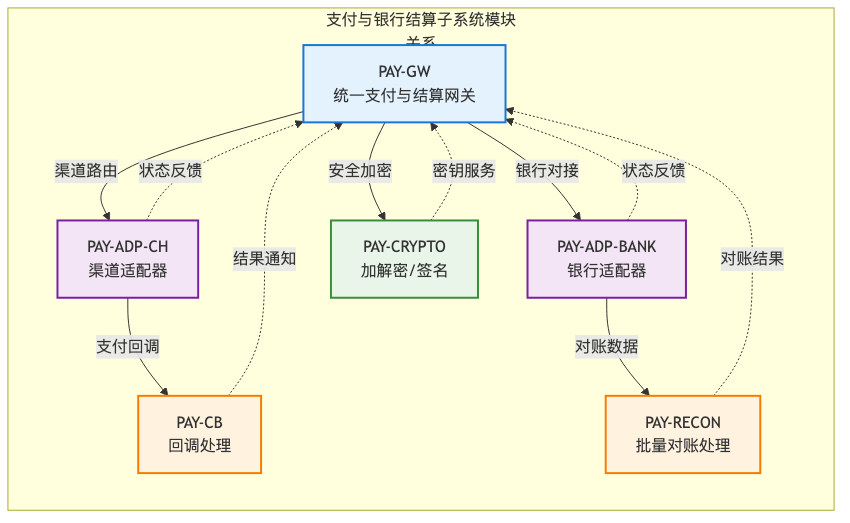 支付与银行结算子系统模块
关系
PAY-GW
统一支付与结算网关
渠道路由
状态反馈
安全加密
密钥服务
银行对接
状态反馈
PAY-ADP-CH
渠道适配器
结果通知
PAY-CRYPTO
加解密/签名
PAY-ADP-BANK
银行适配器
对账结果
支付回调
对账数据
PAY-CB
回调处理
PAY-RECON
批量对账处理